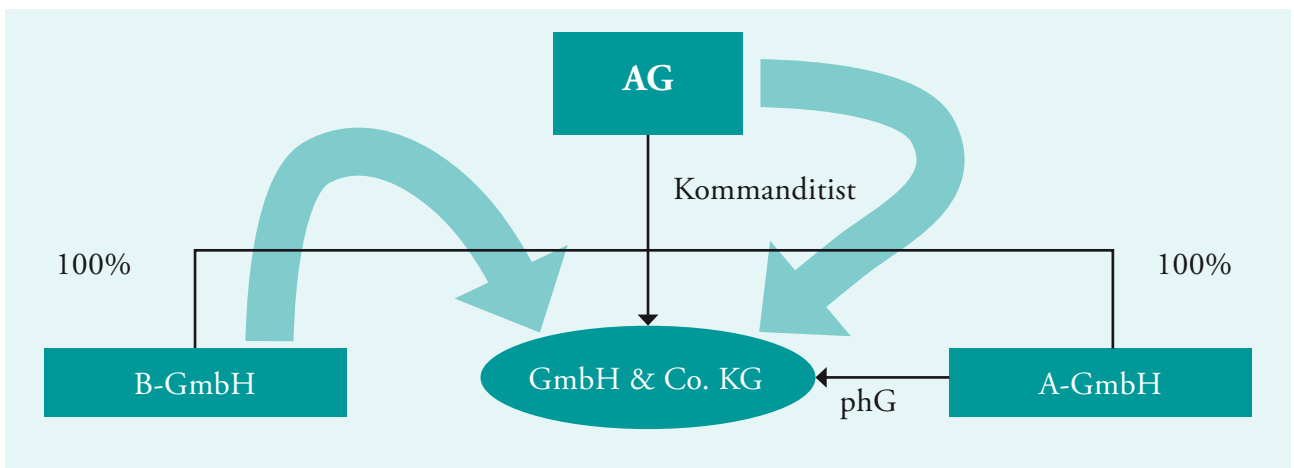 AG
Kommanditist
100%
100%
B-GmbH
GmbH & Co. KG
A-GmbH
phG